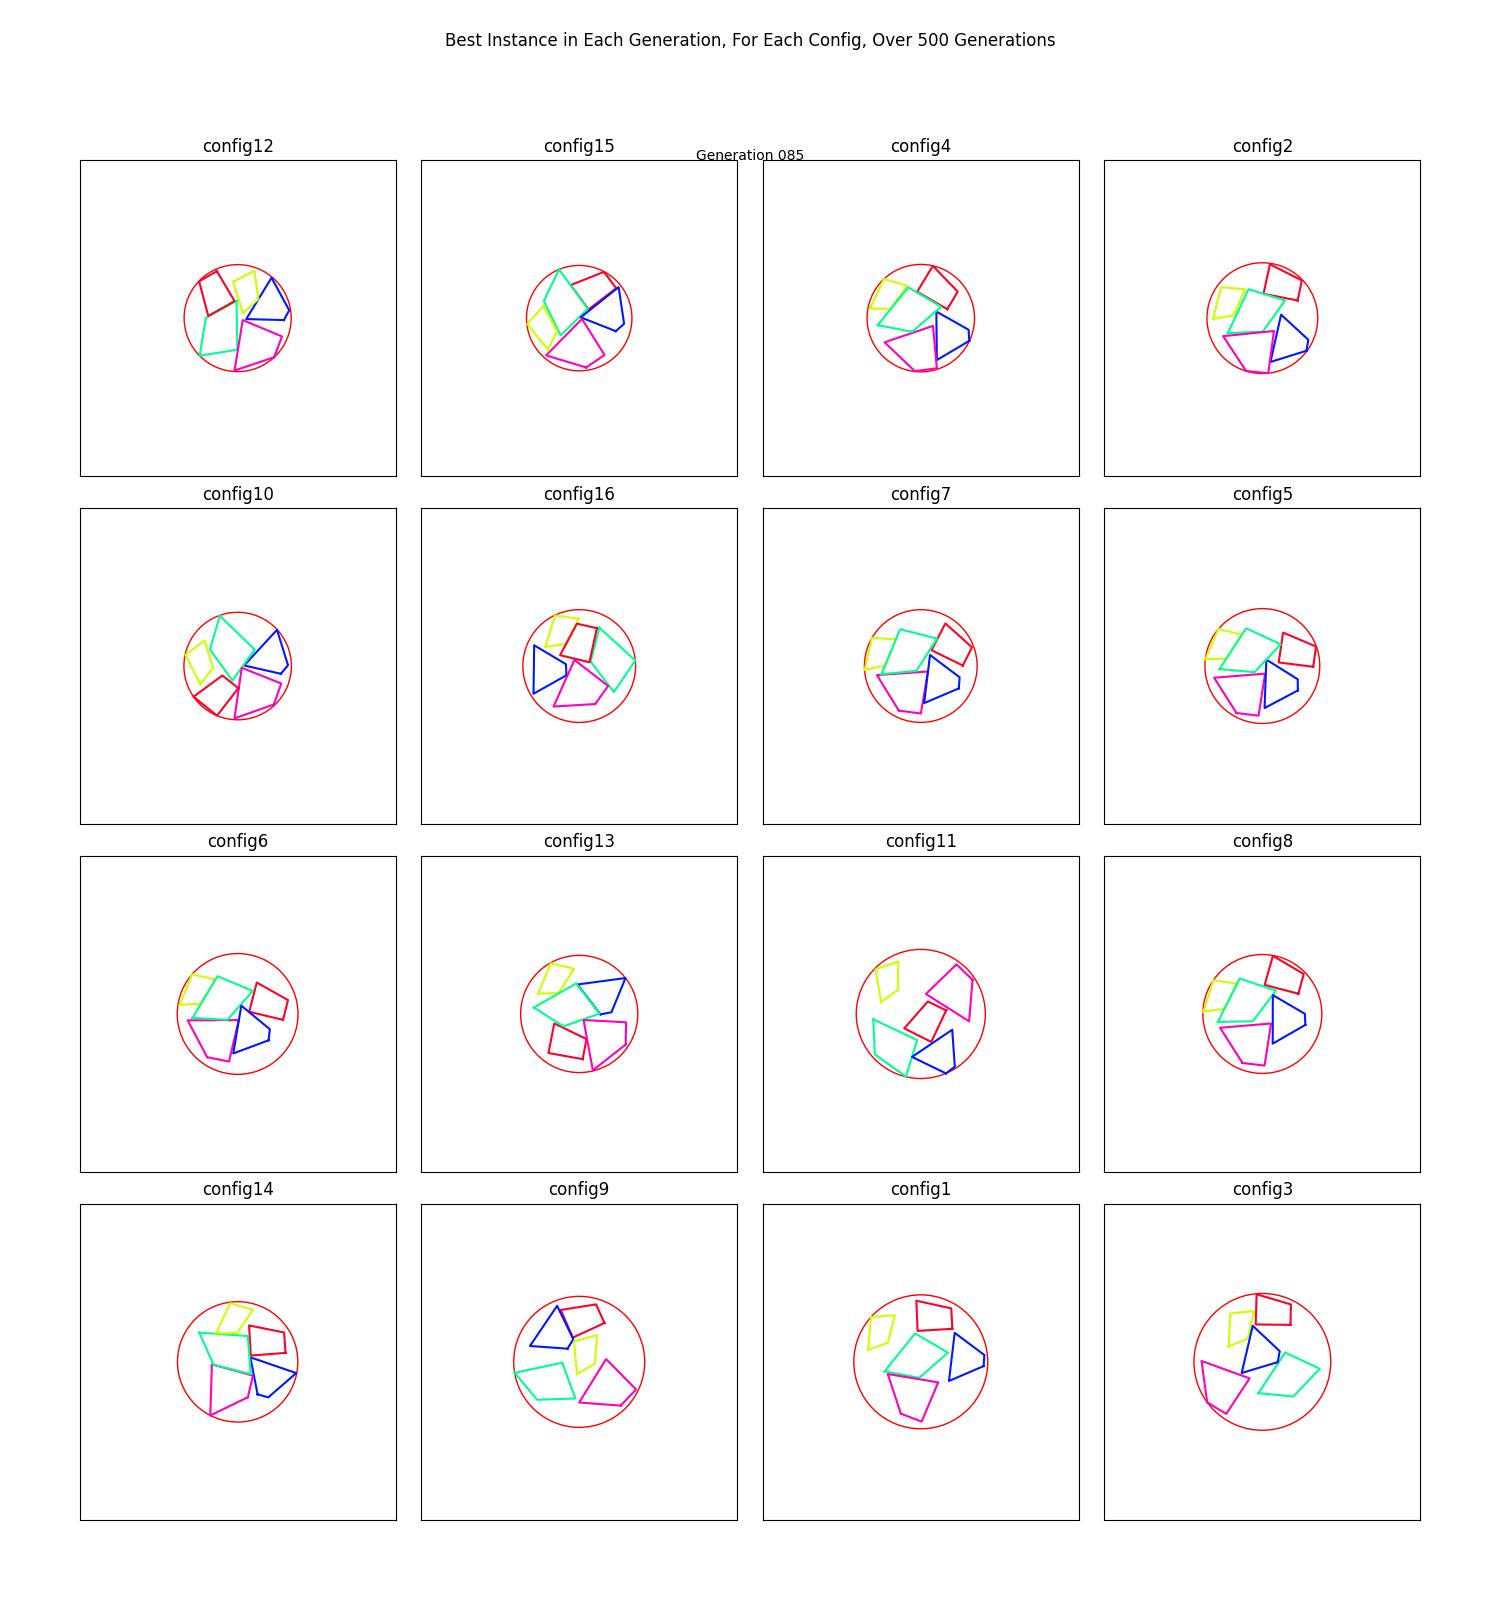 Best Instance in Each Generation, For Each Config, Over 500 Generations
Generation 085
config12
config15
config4
config2
config10
config16
config7
config5
config6
config13
config11
config8
config14
config9
config1
config3